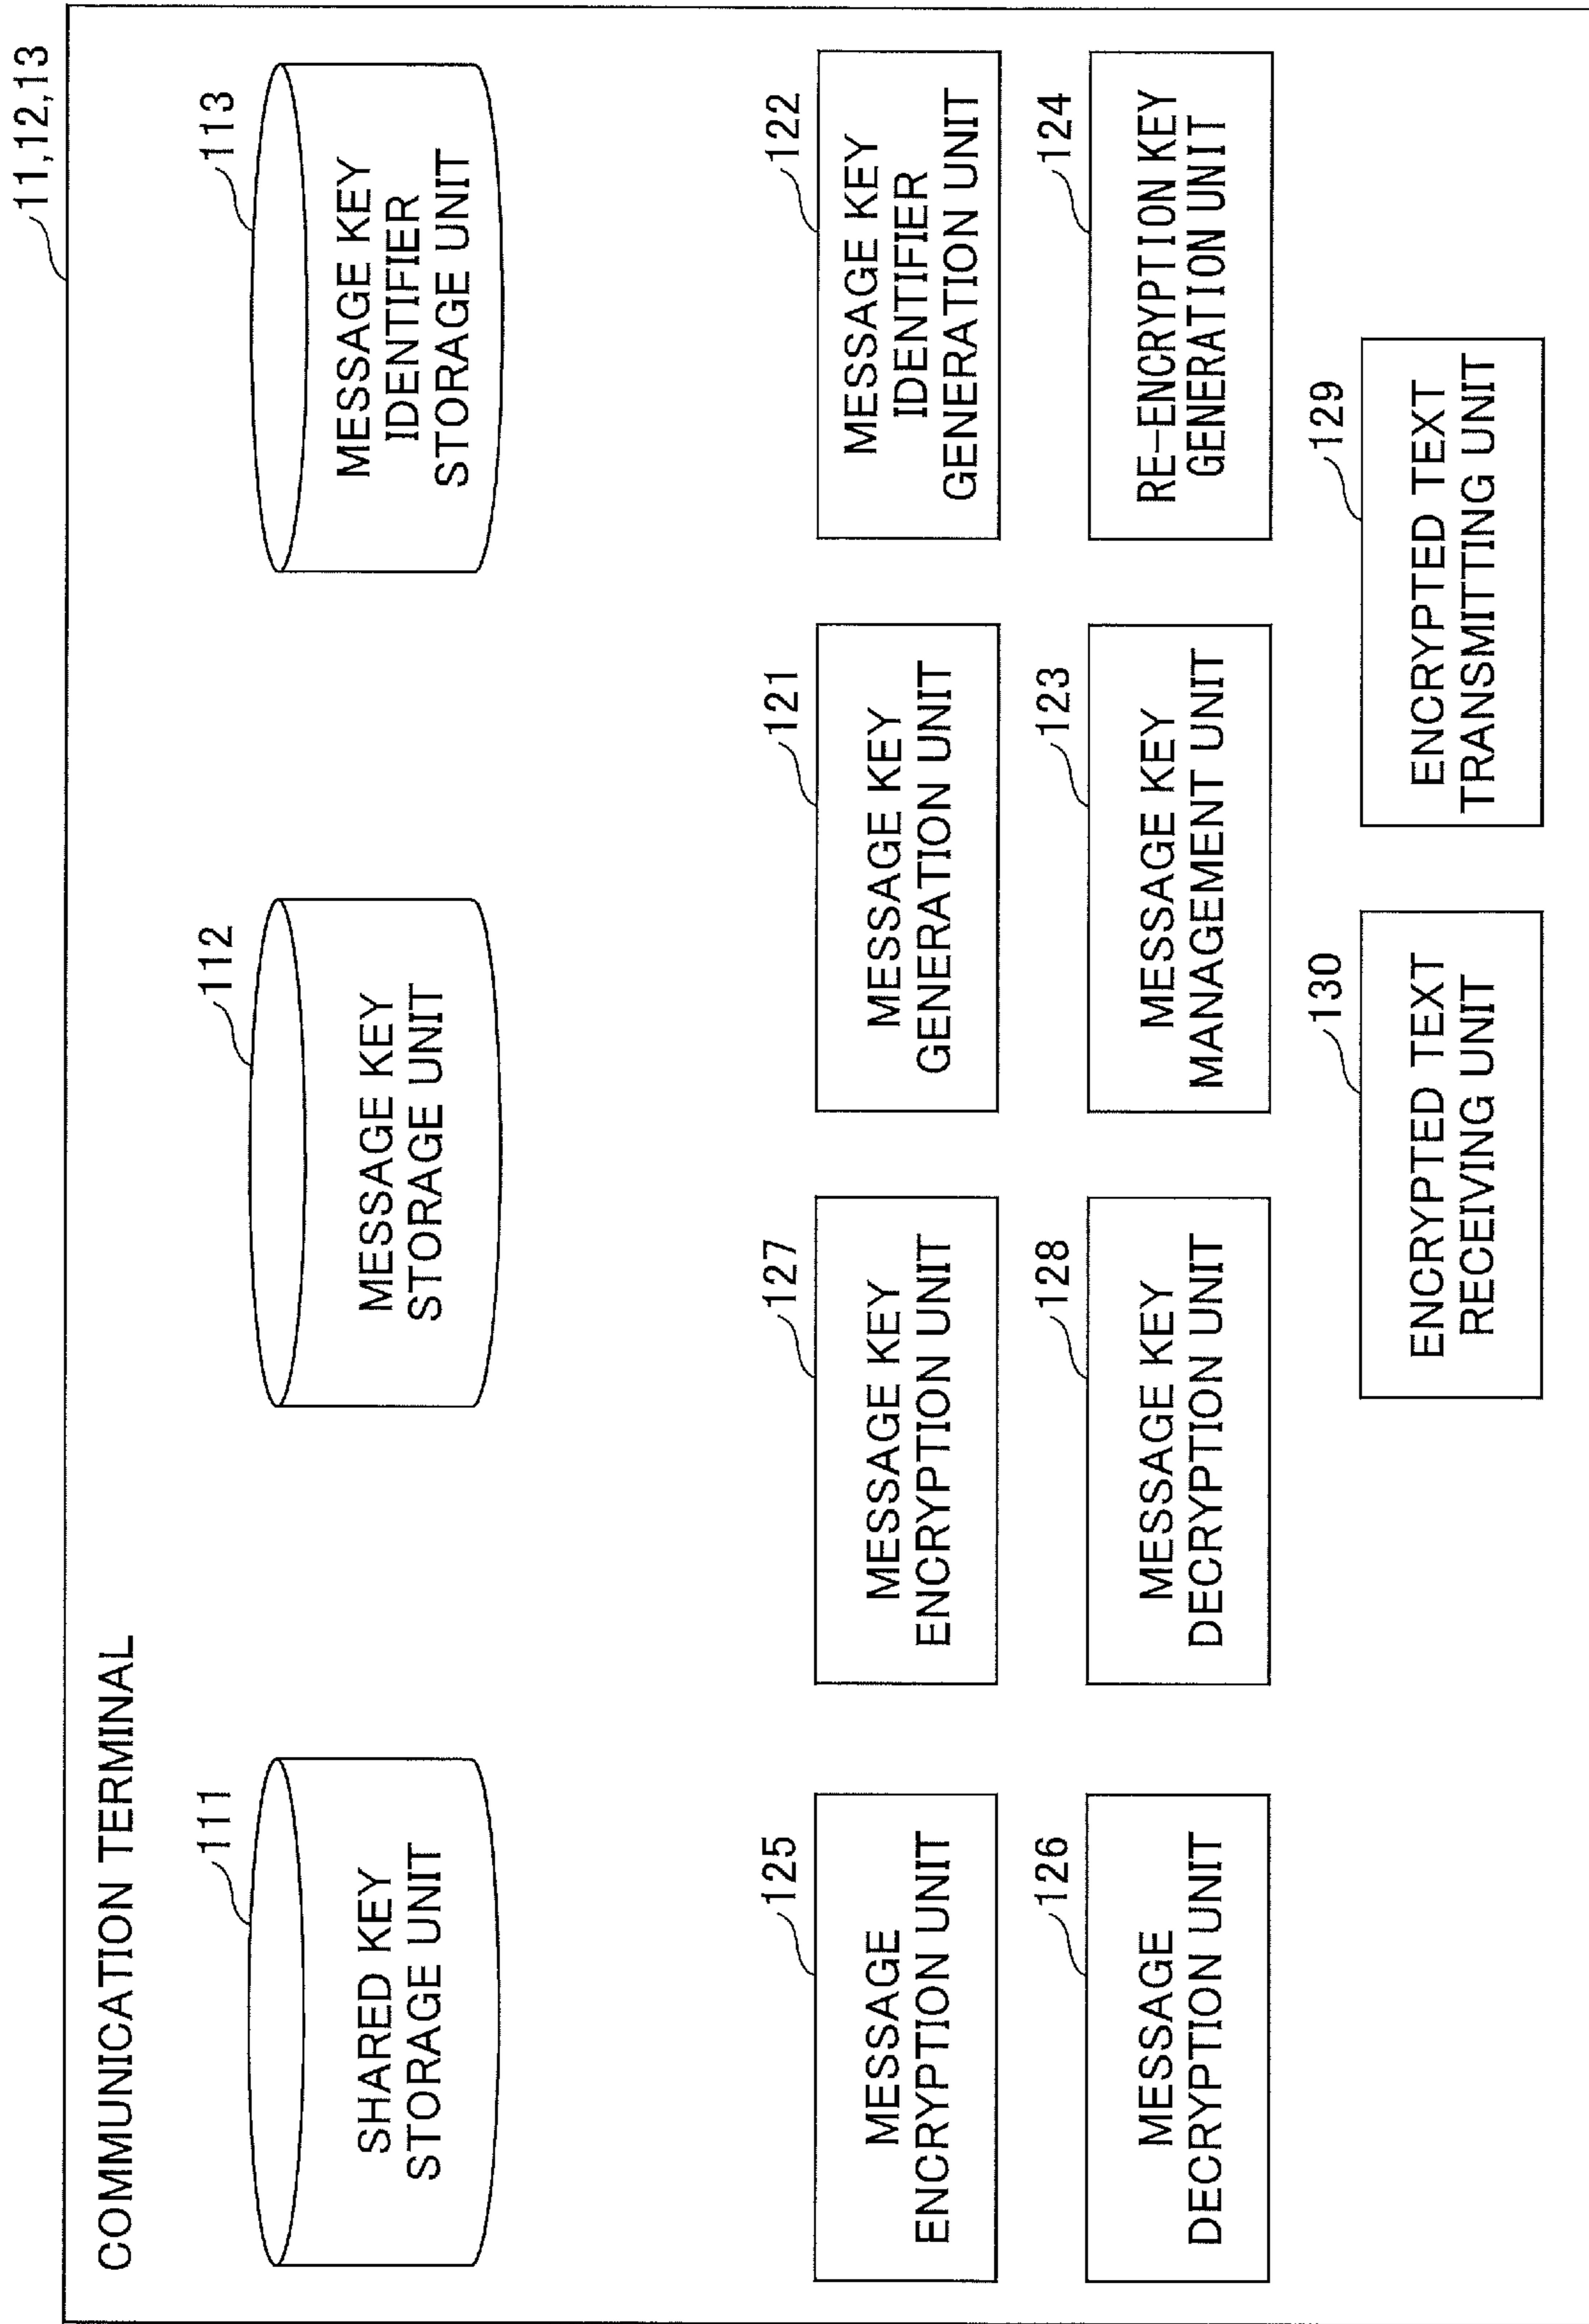 11,12,13
COMMUNICATION TERMINAL
111
SHARED KEY
STORAGE UNIT
112
MESSAGE KEY
STORAGE UNIT
113
MESSAGE KEY
IDENTIFIER
STORAGE UNIT
125
MESSAGE
ENCRYPTION UNIT
127
MESSAGE KEY
ENCRYPTION UNIT
121
MESSAGE KEY
GENERATION UNIT
122
MESSAGE KEY
IDENTIFIER
GENERATION UNIT
126
MESSAGE
DECRYPTION UNIT
128
MESSAGE KEY
DECRYPTION UNIT
123
MESSAGE KEY
MANAGEMENT UNIT
124
RE-ENCRYPTION KEY
GENERATION UNIT
130
ENCRYPTED TEXT
RECEIVING UNIT
129
ENCRYPTED TEXT
TRANSMITTING UNIT